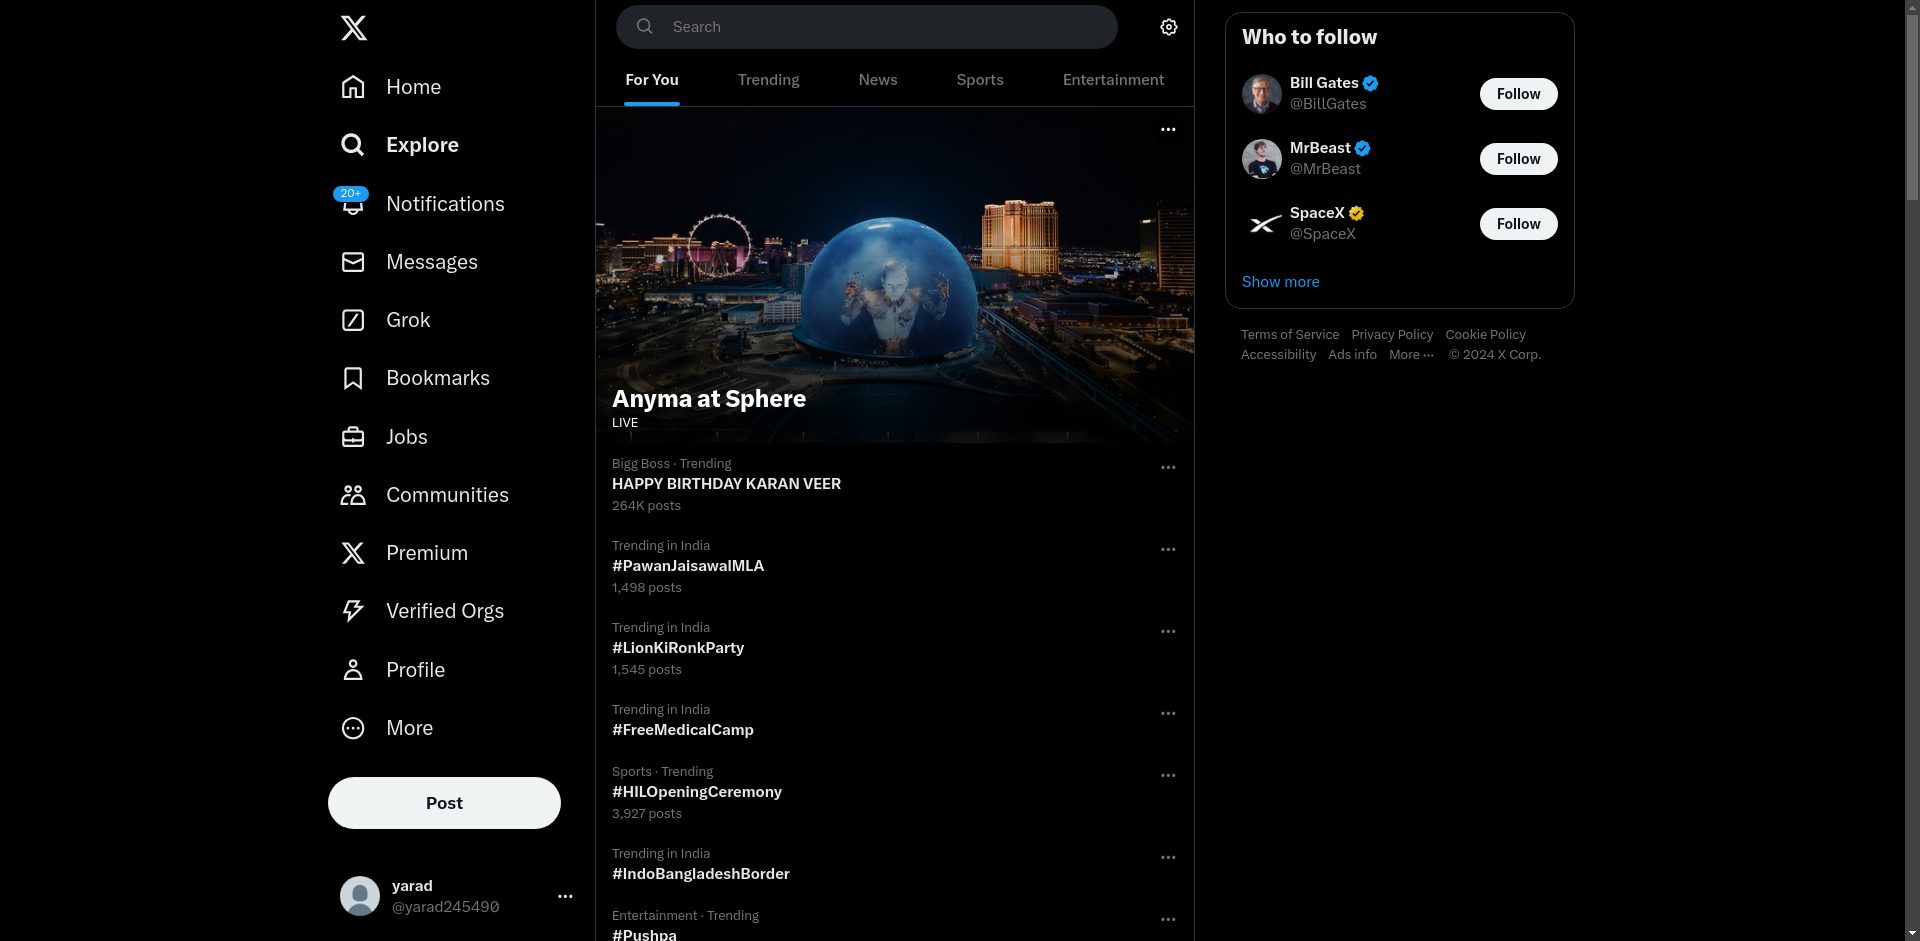 Home
Explore
20+
Notifications
Messages
Grok
Bookmarks
Jobs
Communities
Premium
Verified Orgs
Profile
More
Post
yarad
@yarad245490
Search
For You
Trending
News
Sports
Entertainment
Anyma at Sphere
LIVE
Bigg Boss · Trending
HAPPY BIRTHDAY KARAN VEER
264K posts
Trending in India
#PawanJaisawalMLA
1,498 posts
Trending in India
#LionKiRonkParty
1,545 posts
Trending in India
#FreeMedicalCamp
Sports · Trending
#HILOpeningCeremony
3,927 posts
Trending in India
#IndoBangladeshBorder
Entertainment · Trending
#Pushpa
Who to follow
Bill Gates
@BillGates
Follow
MrBeast
@MrBeast
Follow
SpaceX
@SpaceX
Follow
Show more
Terms of Service Privacy Policy Cookie Policy
Accessibility Ads info More ··· © 2024 X Corp.